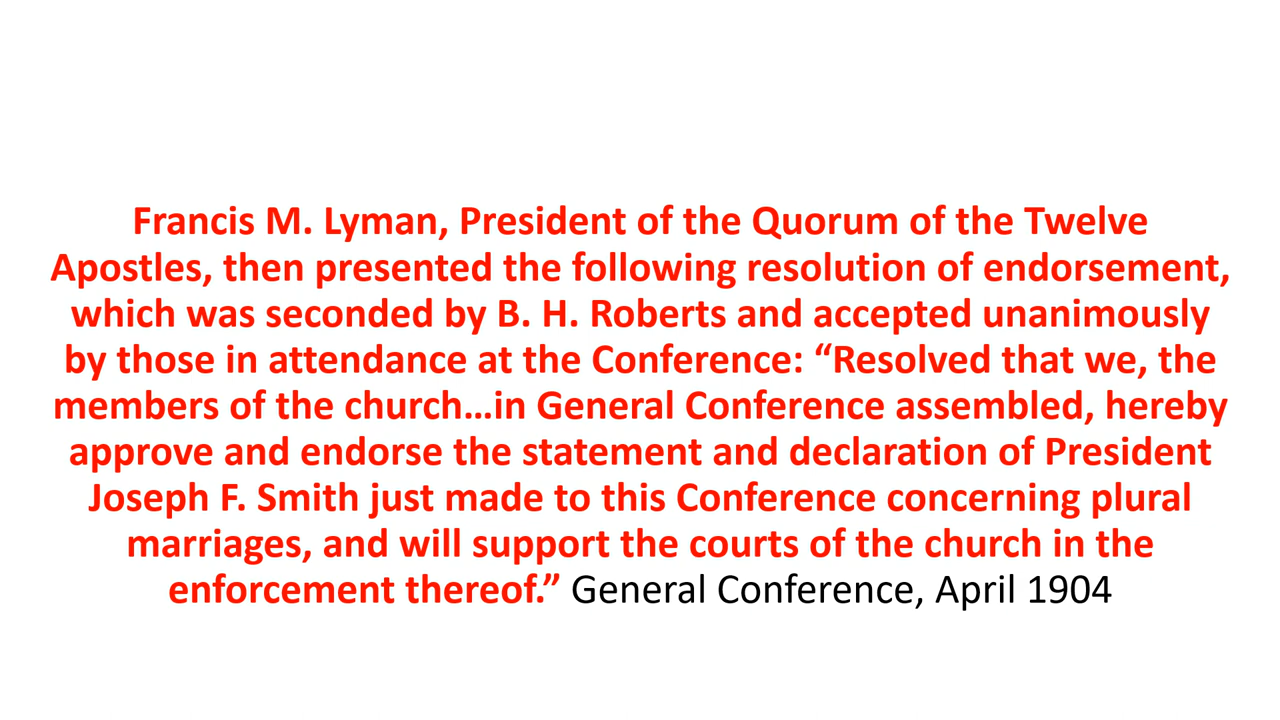 Francis M. Lyman, President of the Quorum of the Twelve
Apostles, then presented the following resolution of endorsement,
which was seconded by B. H. Roberts and accepted unanimously
by those in attendance at the Conference: “Resolved that we, the
members of the church…in General Conference assembled, hereby
approve and endorse the statement and declaration of President
Joseph F. Smith just made to this Conference concerning plural
marriages, and will support the courts of the church in the
enforcement thereof.” General Conference, April 1904